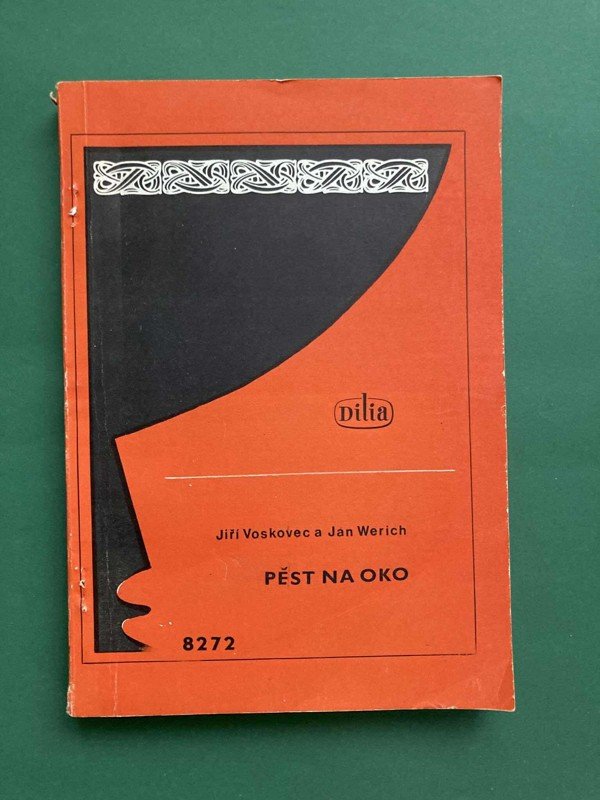 Dilia
Jiří Voskovec a Jan Werich
PĚST NA OKO
8272